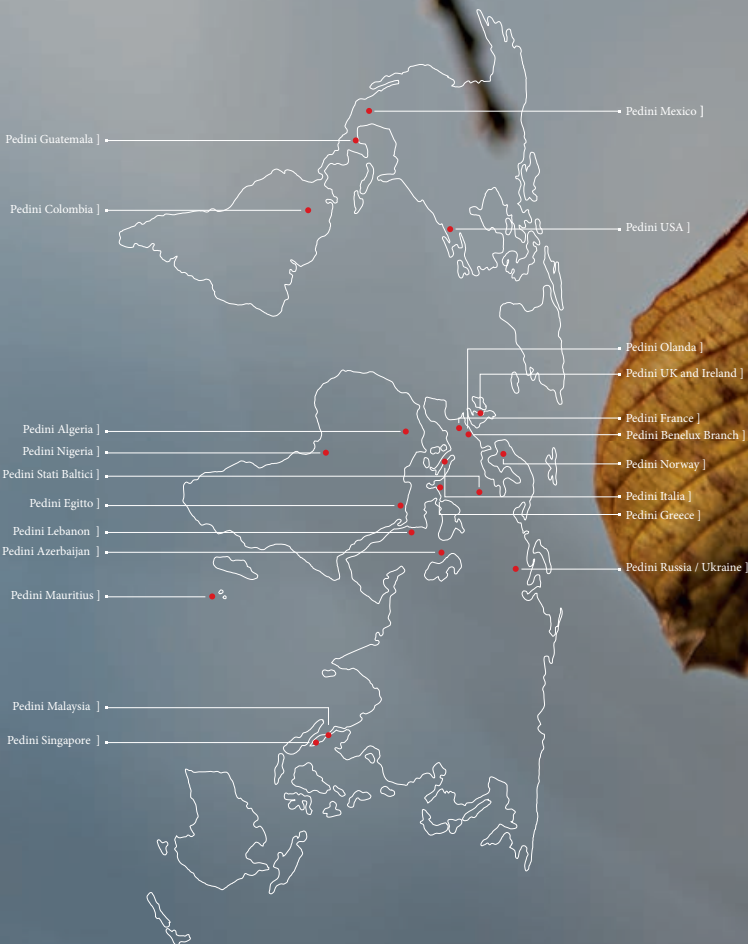 Pedini Guatemala ]
Pedini Colombia ]
Pedini Algeria ]
Pedini Nigeria ]
Pedini Stati Baltici ]
Pedini Egitto ]
Pedini Lebanon ]
Pedini Azerbaijan ]
Pedini Mauritius ]
Pedini Malaysia ]
Pedini Singapore ]
Pedini Mexico ]
Pedini USA ]
Pedini Olanda ]
Pedini UK and Ireland ]
Pedini France ]
Pedini Benelux Branch ]
Pedini Norway ]
Pedini Italia ]
Pedini Greece ]
Pedini Russia / Ukraine ]